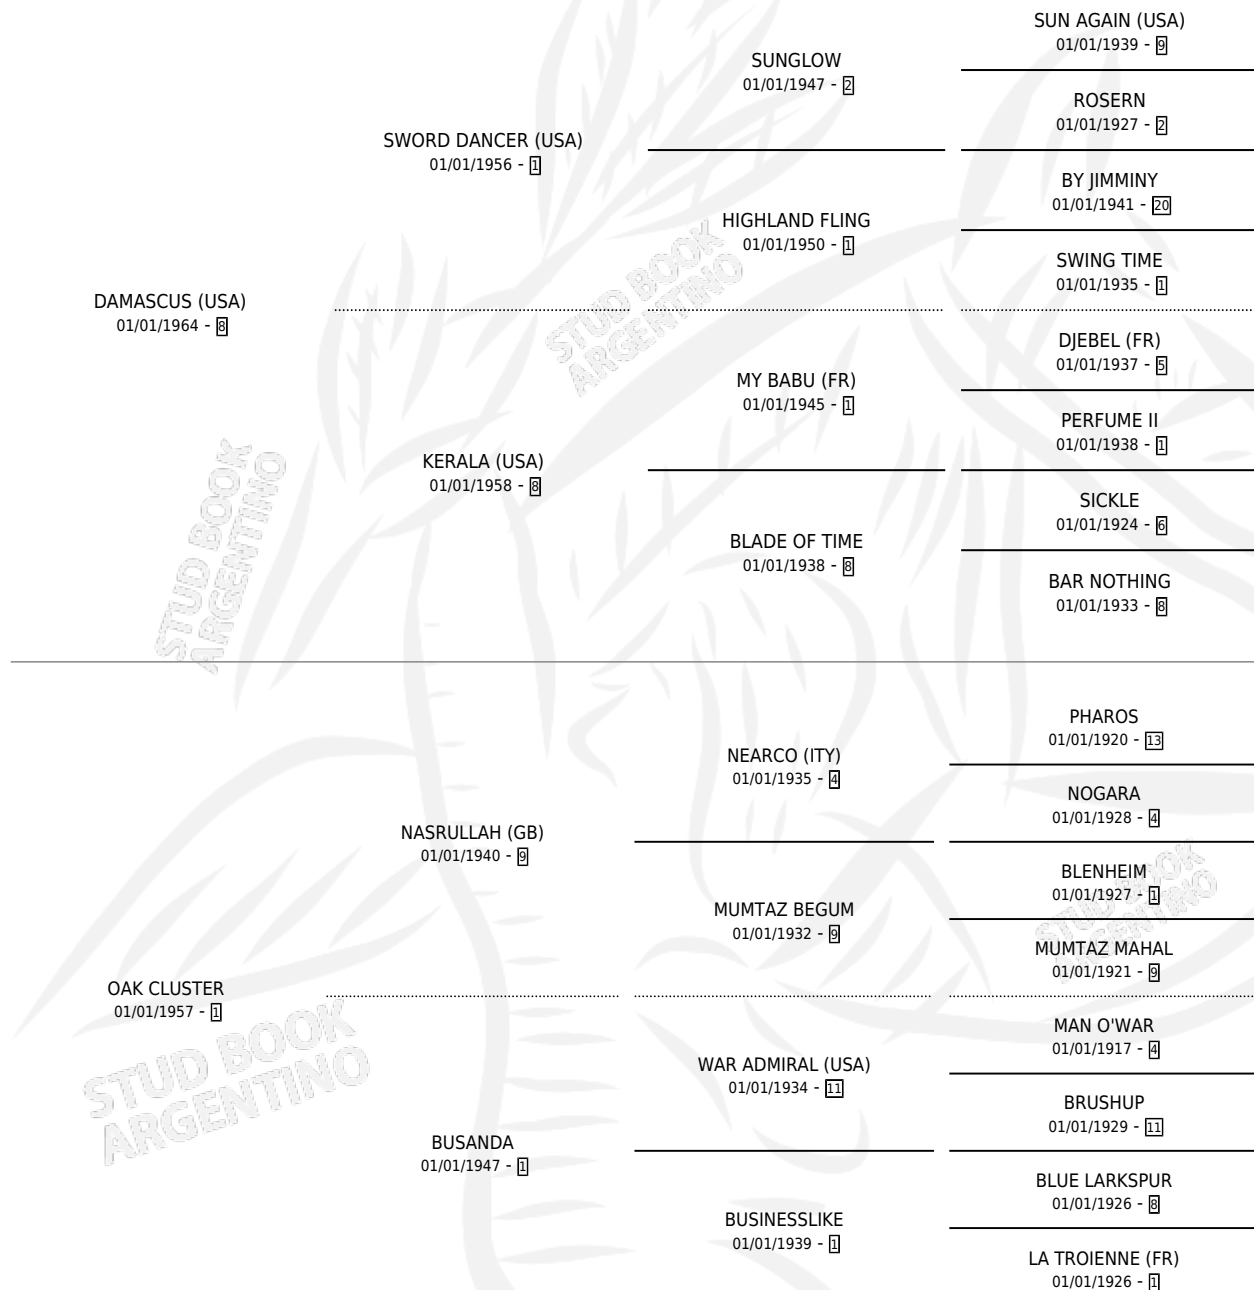 SUN AGAIN (USA)
01/01/1939 - 9
SUNGLOW
01/01/1947 - 2
ROSERN
01/01/1927 - 2
SWORD DANCER (USA)
01/01/1956 - 1
BY JIMMINY
01/01/1941 - 20
HIGHLAND FLING
01/01/1950 - 1
SWING TIME
01/01/1935 - 1
DAMASCUS (USA)
01/01/1964 - 8
DJEBEL (FR)
01/01/1937 - 5
MY BABU (FR)
01/01/1945 - 1
PERFUME II
01/01/1938 - 1
KERALA (USA)
01/01/1958 - 8
SICKLE
01/01/1924 - 6
BLADE OF TIME
01/01/1938 - 8
BAR NOTHING
01/01/1933 - 8
PHAROS
01/01/1920 - 13
NEARCO (ITY)
01/01/1935 - 4
NOGARA
01/01/1928 - 4
NASRULLAH (GB)
01/01/1940 - 9
BLENHEIM
01/01/1927 - 1
MUMTAZ BEGUM
01/01/1932 - 9
MUMTAZ MAHAL
01/01/1921 - 9
OAK CLUSTER
01/01/1957 - 1
MAN O'WAR
01/01/1917 - 4
WAR ADMIRAL (USA)
01/01/1934 - 11
BRUSHUP
01/01/1929 - 11
BUSANDA
01/01/1947 - 1
BLUE LARKSPUR
01/01/1926 - 8
BUSINESSLIKE
01/01/1939 - 1
LA TROIENNE (FR)
01/01/1926 - 1
STUD BOOK
ARGENTINO
STUD BOOK
ARGENTINO
STUD BOOK
ARGENTINO
STUD BOOK
ARGENTINO